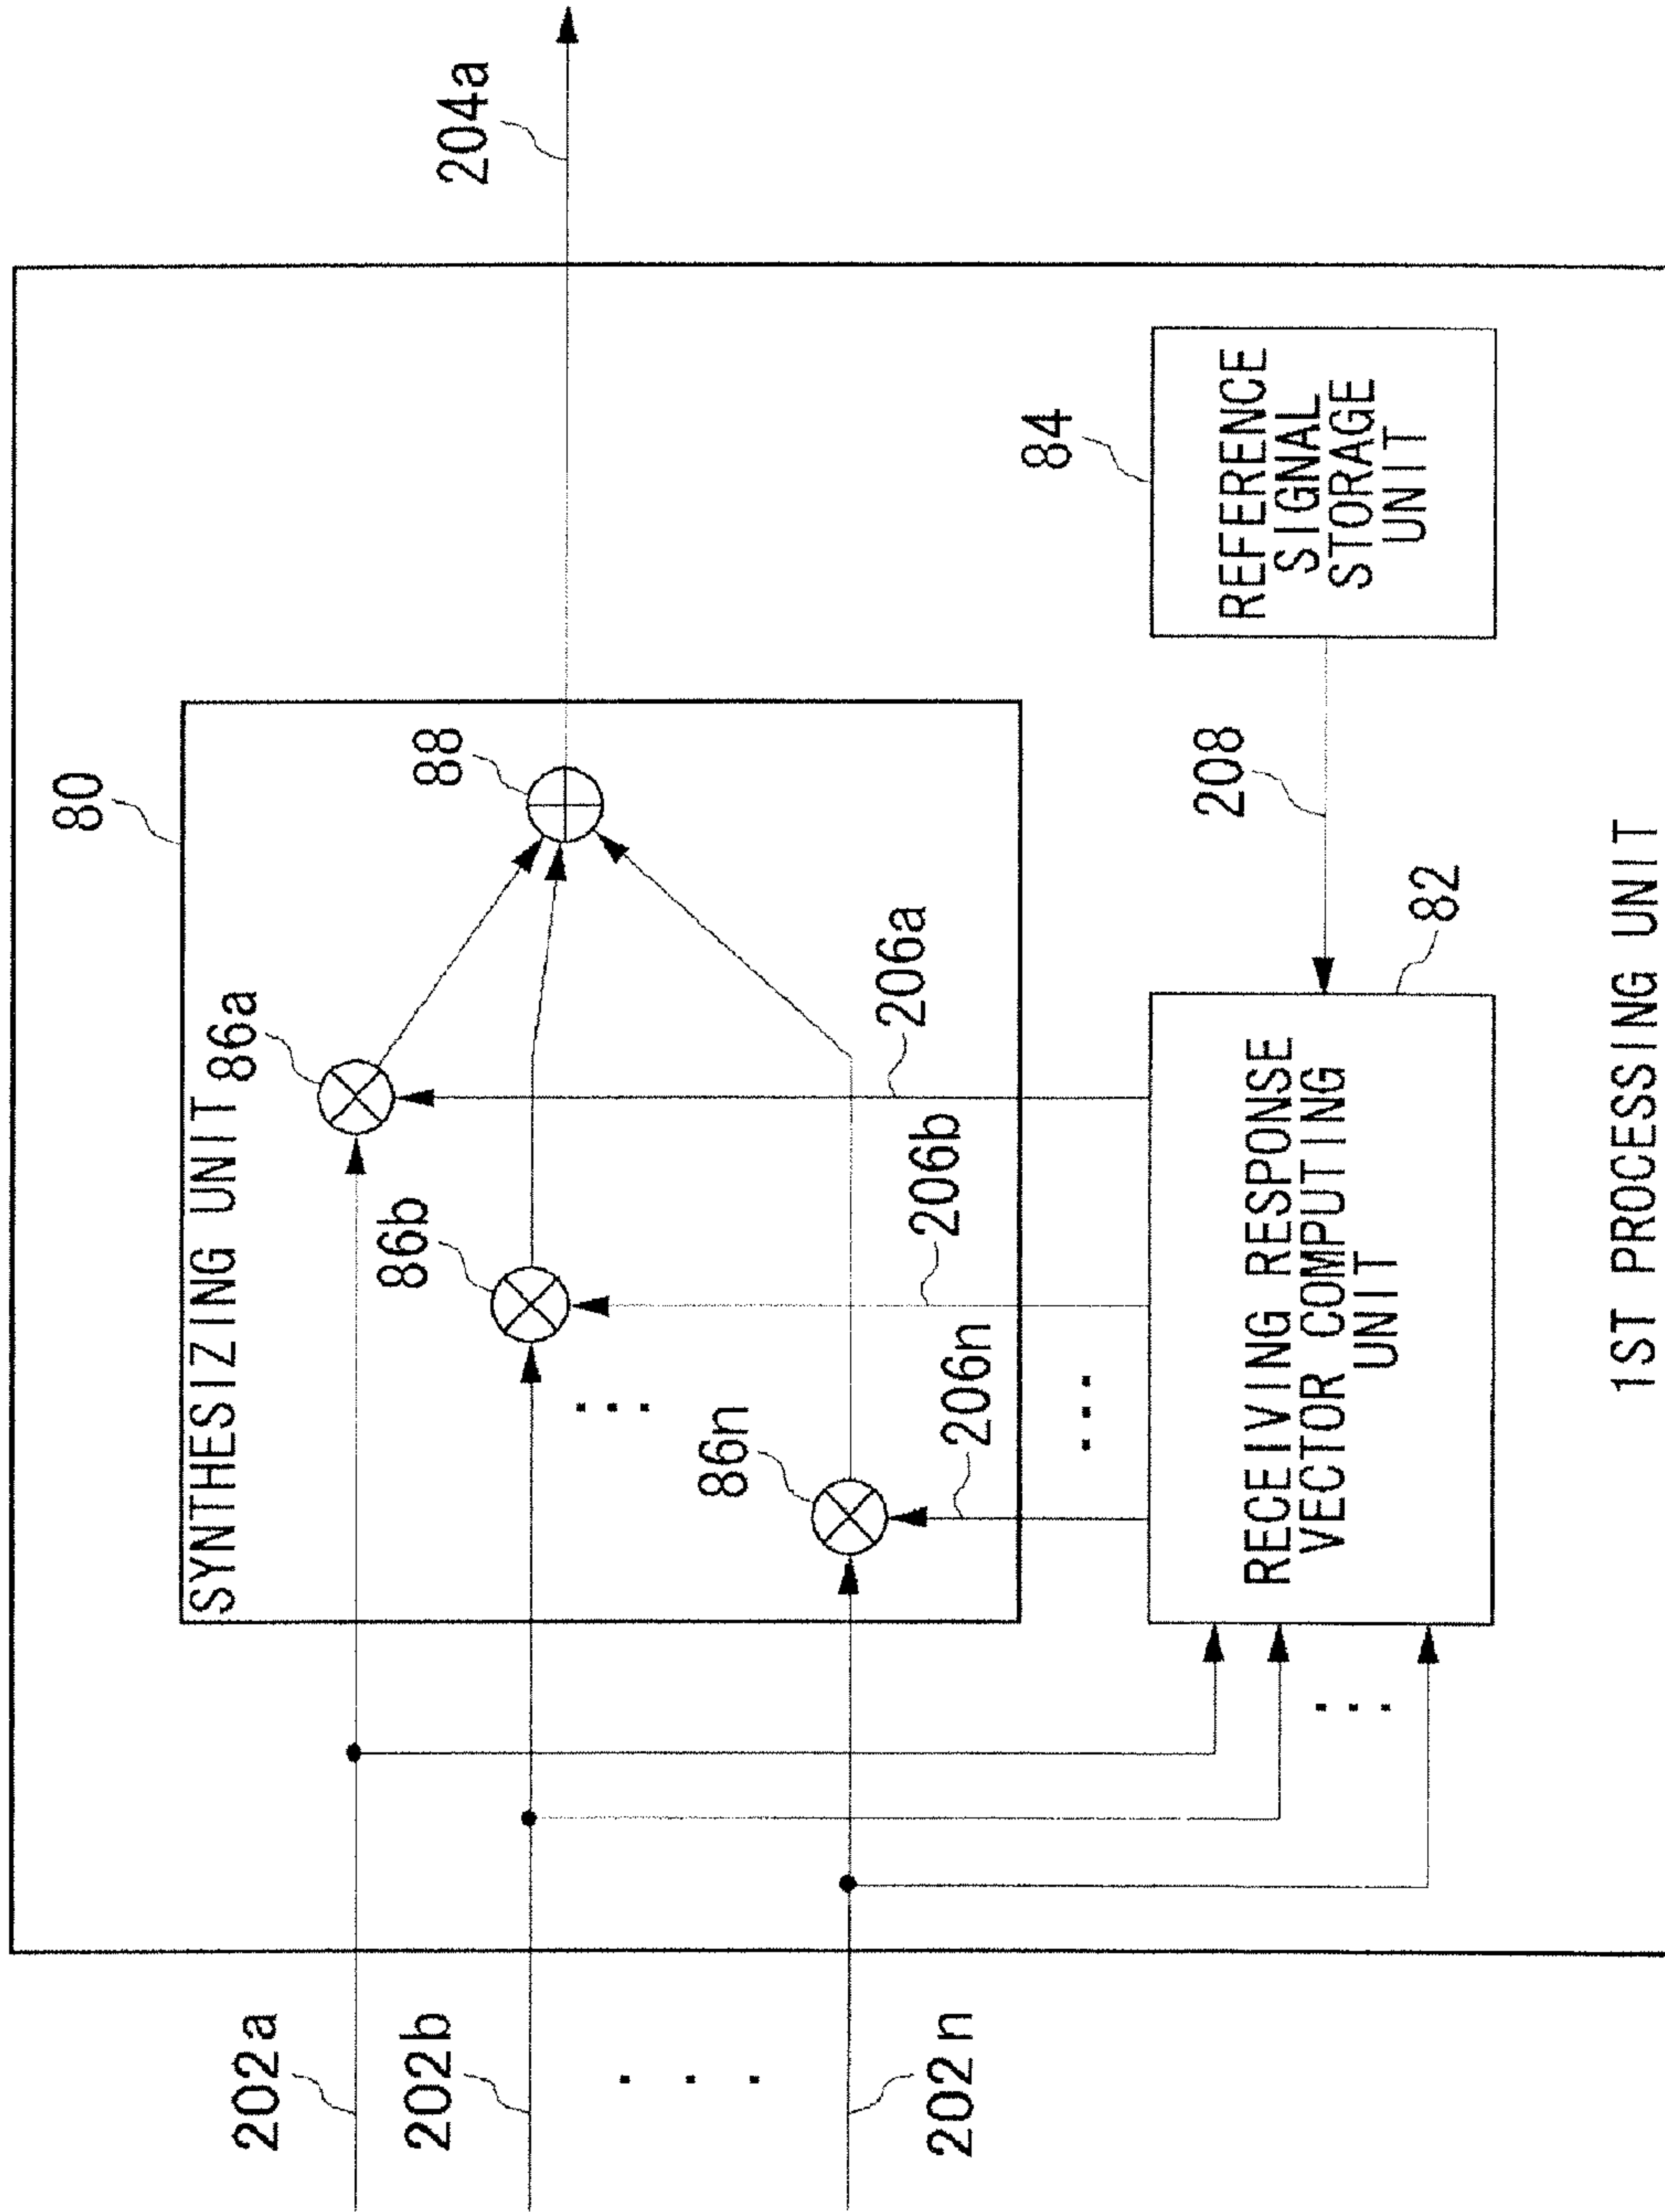 80
SYNTHESIZING UNIT
86a
86b
86n
88
204a
202a
202b
. . .
202n
...
206a
206b
206n
...
...
208
84
REFERENCE
SIGNAL
STORAGE
UNIT
82
RECEIVING RESPONSE
VECTOR COMPUTING
UNIT
1ST PROCESSING UNIT